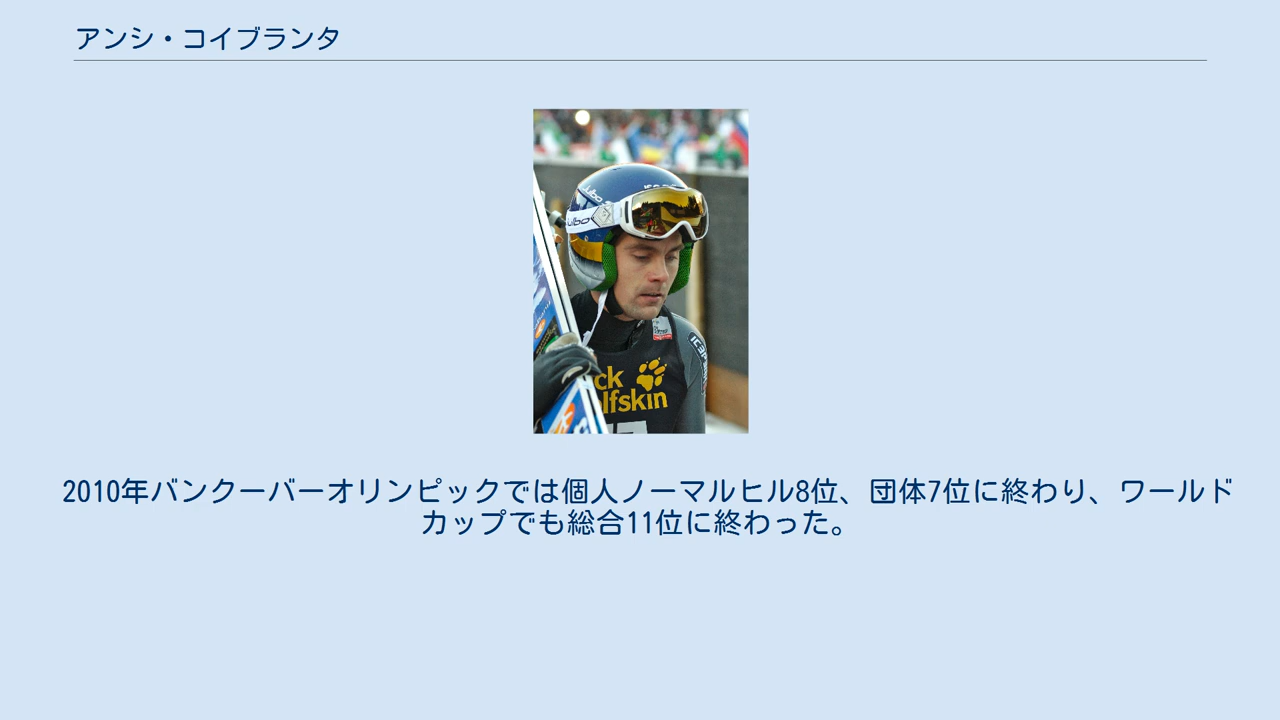 アンシ・コイブランタ
julbo
ck
lfskin
2010年バンクーバーオリンピックでは個人ノーマルヒル8位、団体7位に終わり、ワールド
カップでも総合11位に終わった。